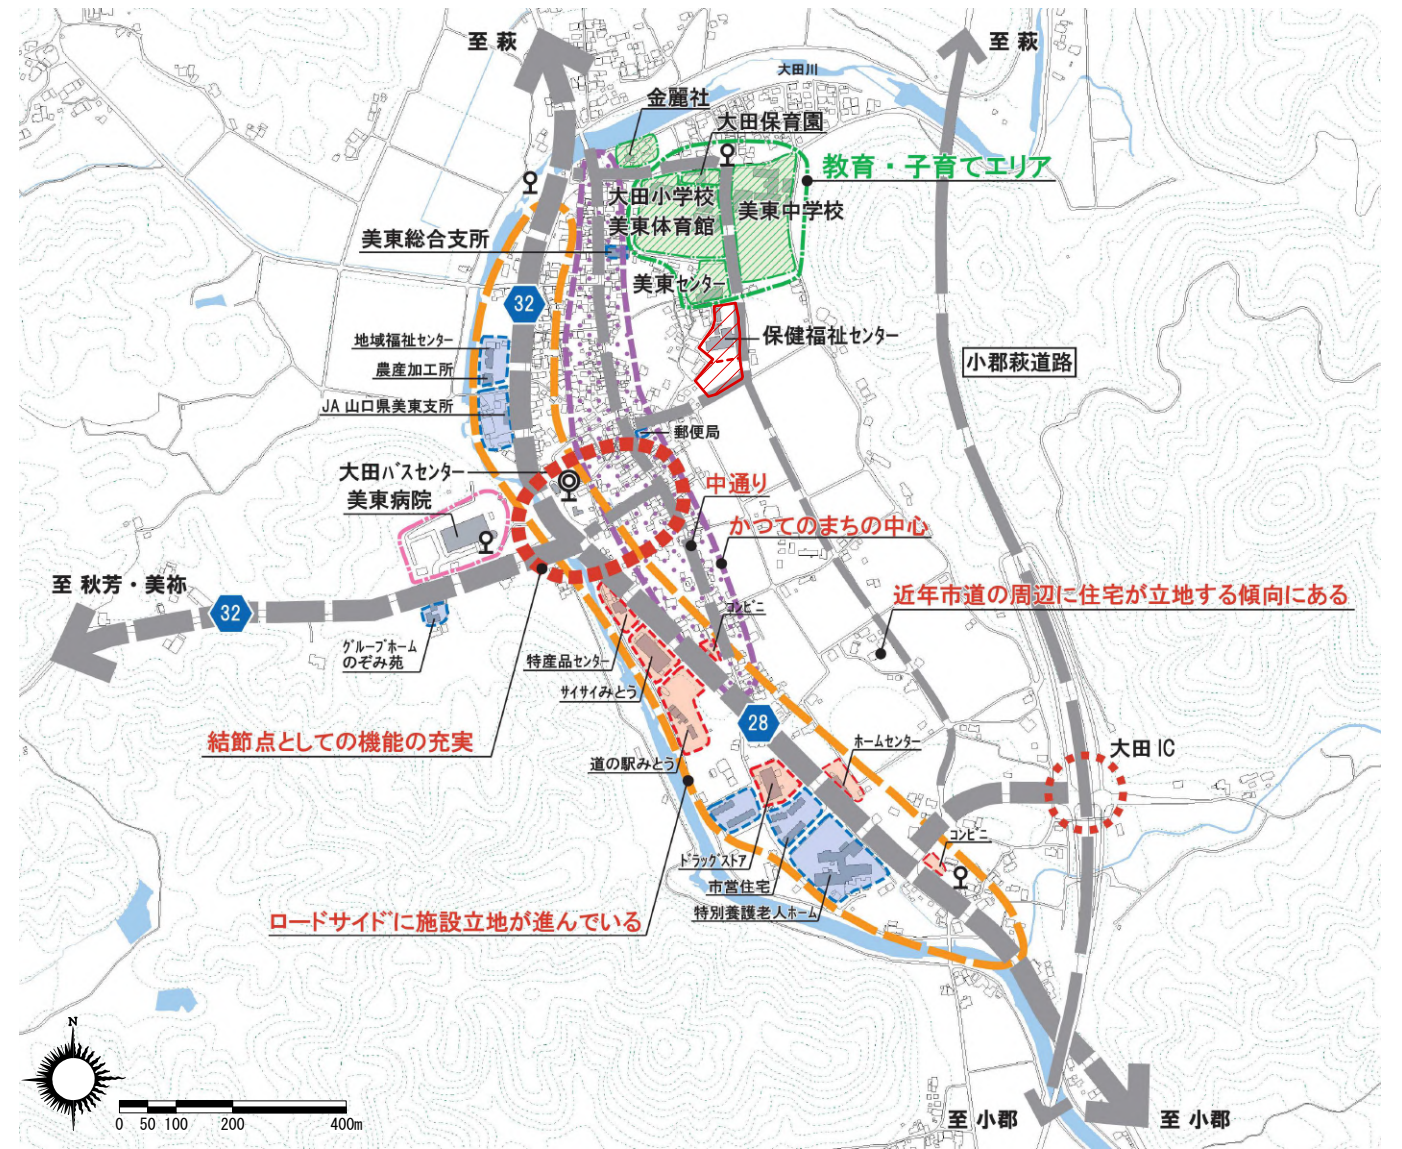 至 萩
至 萩
大田川
金麗社
大田保育園
教育・子育てエリア
大田小学校
美東体育館
美東中学校
美東総合支所
美東センター
32
保健福祉センター
地域福祉センター
農産加工所
JA 山口県美東支所
小郡萩道路
郵便局
大田バスセンター
美東病院
中通り
かつてのまちの中心
至 秋芳・美祢
32
近年市道の周辺に住宅が立地する傾向にある
コンビニ
グループホーム
のぞみ苑
特産品センター
サイサイみとう
結節点としての機能の充実
28
道の駅みとう
ホームセンター
大田 IC
コンビニ
ドラッグストア
市営住宅
特別養護老人ホーム
ロードサイドに施設立地が進んでいる
N
0 50 100 200 400m
至 小郡
至 小郡